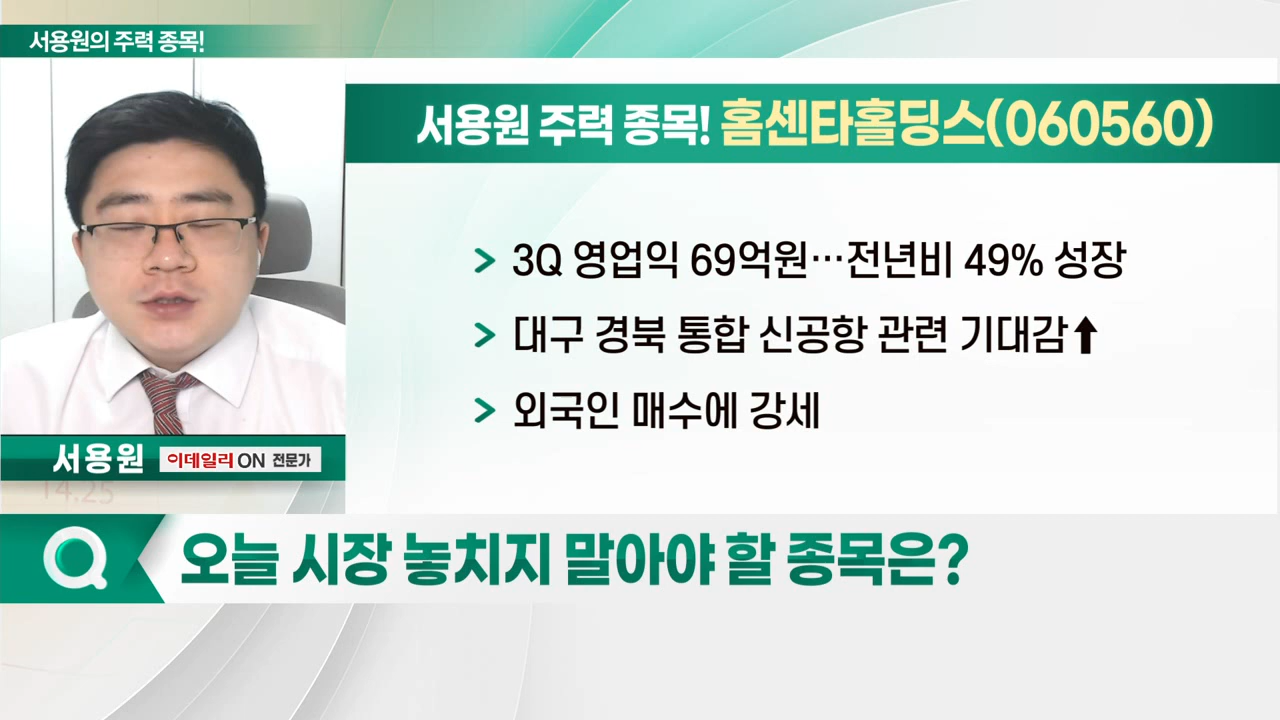 서용원의 주력 종목!
서용원 주력 종목! 홈센타홀딩스(060560)
> 3Q 영업익 69억원…전년비 49% 성장
> 대구 경북 통합 신공항 관련 기대감⬆
> 외국인 매수에 강세
서용원 이데일리 ON 전문가
14.25
Q 오늘 시장 놓치지 말아야 할 종목은?